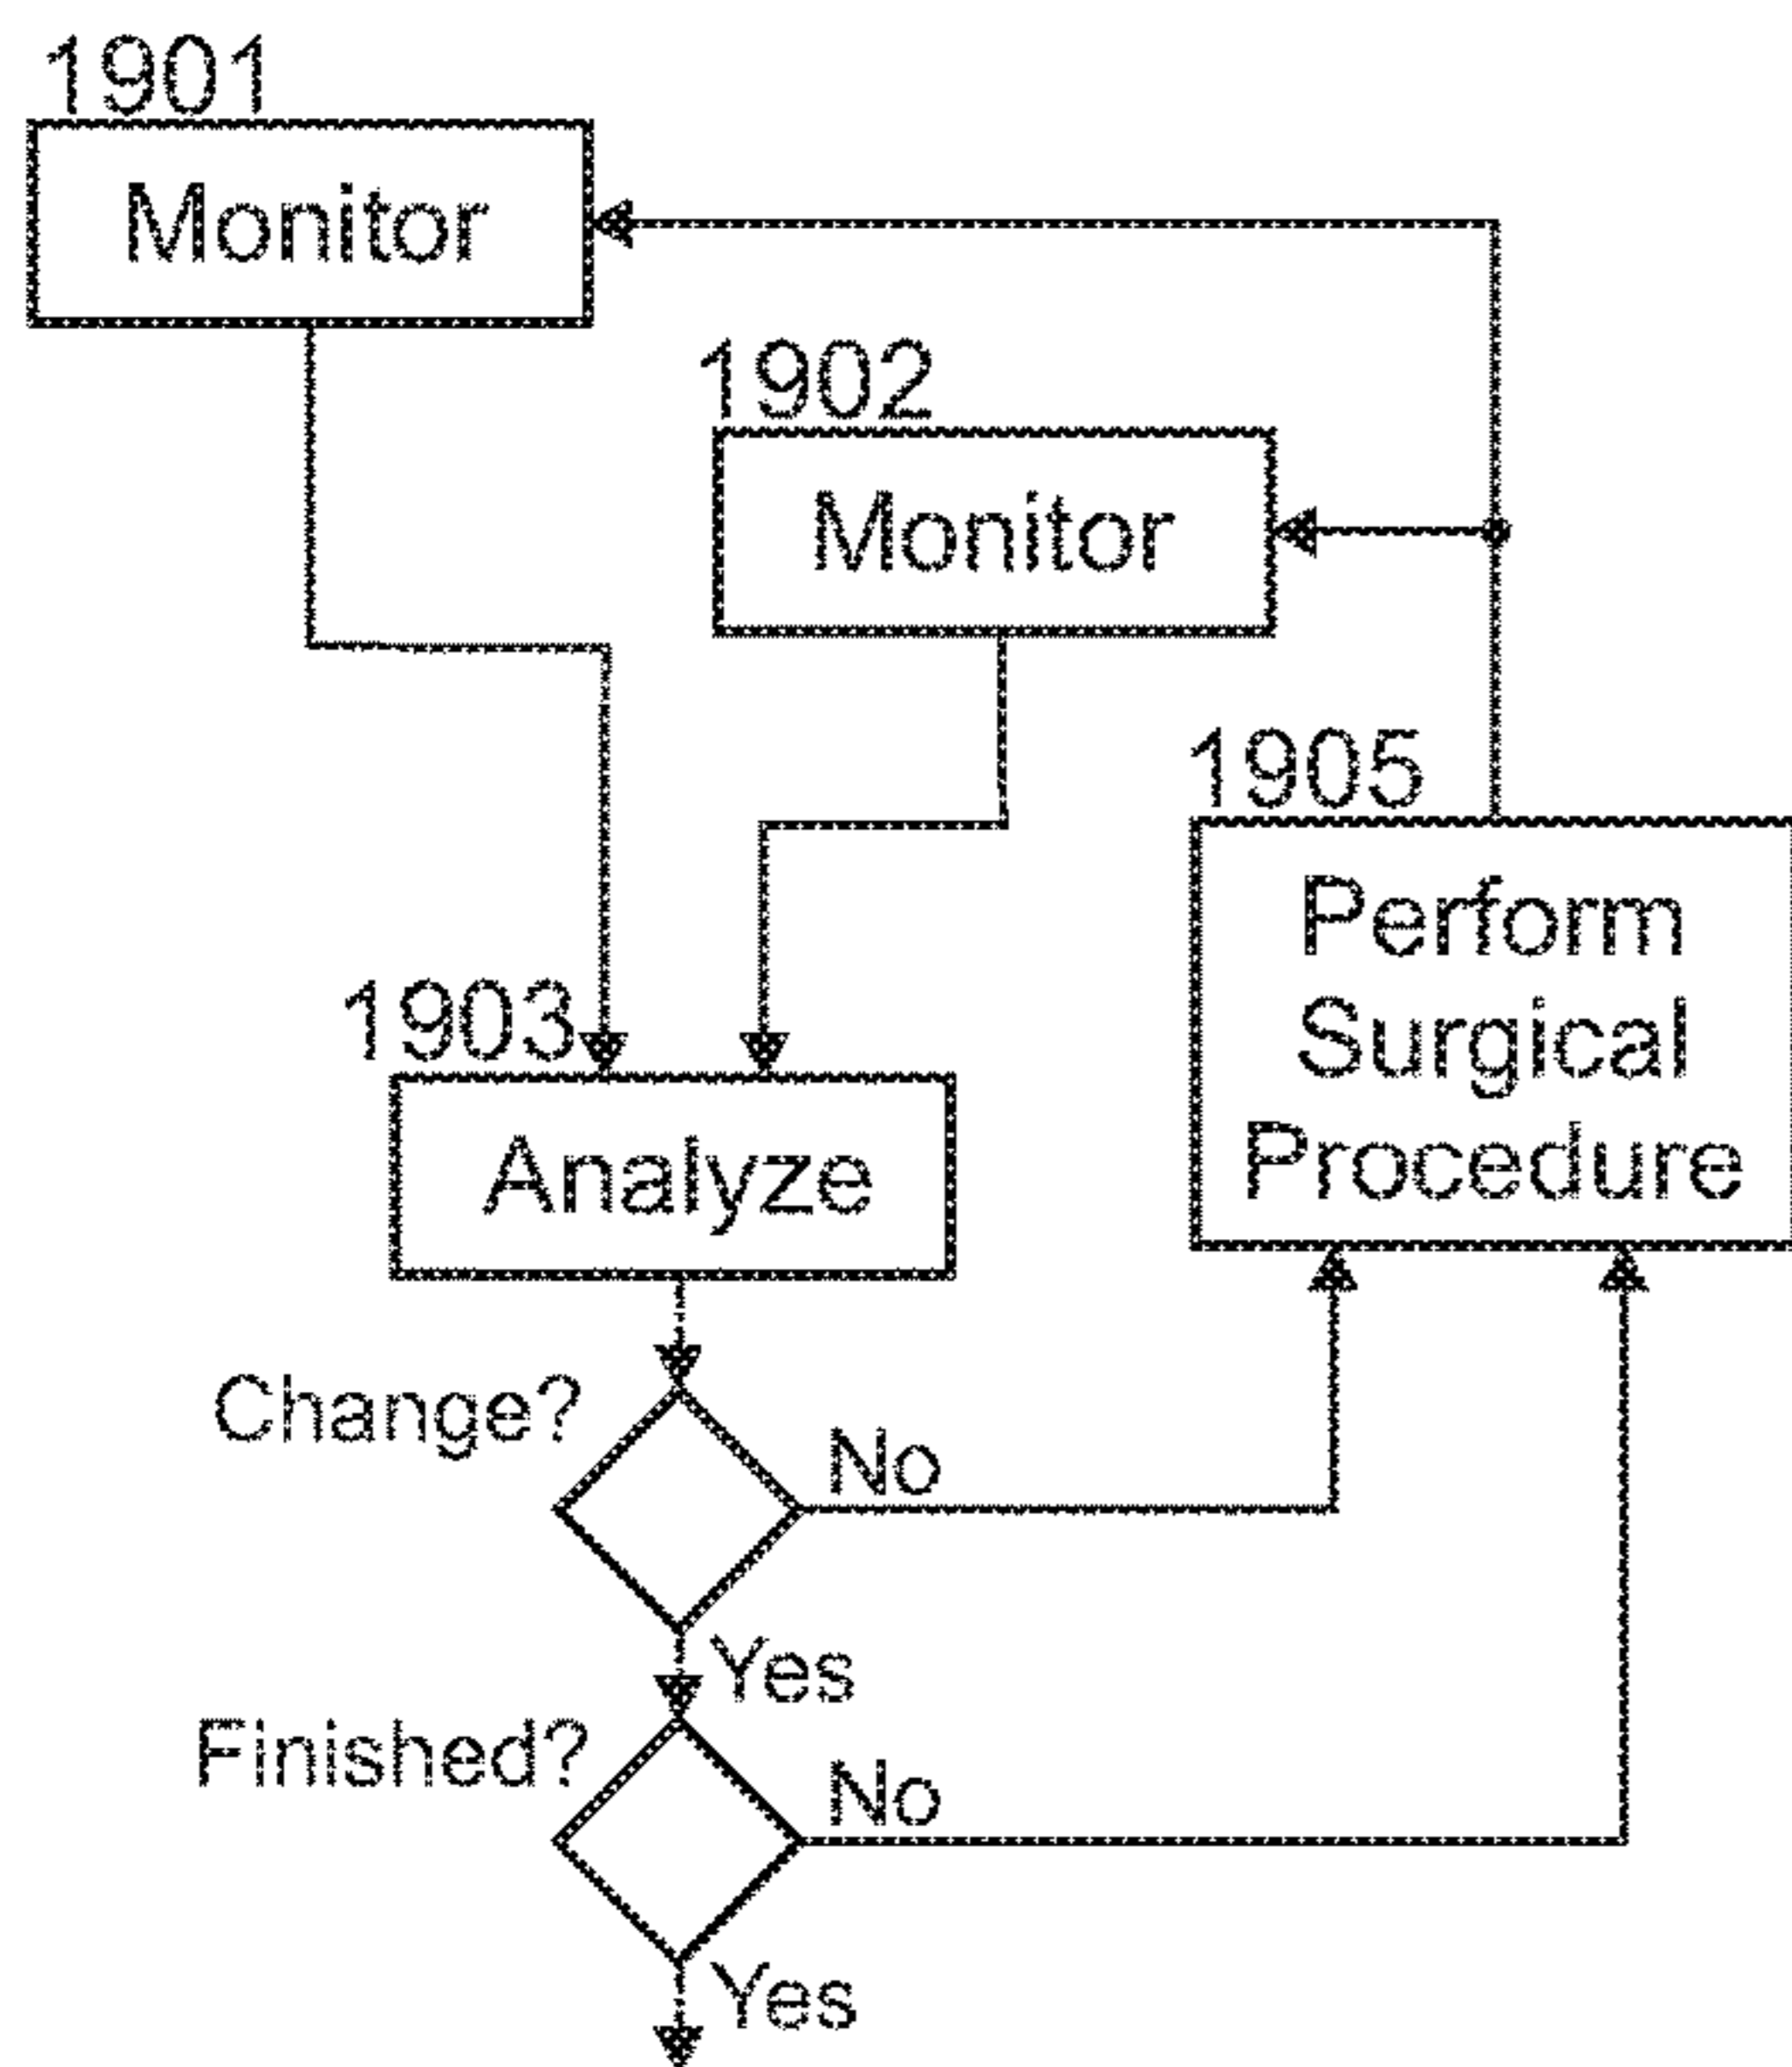 1901
Monitor
1902
Monitor
1905
Perform
Surgical
Procedure
1903
Analyze
Change?
No
Yes
Finished?
No
Yes